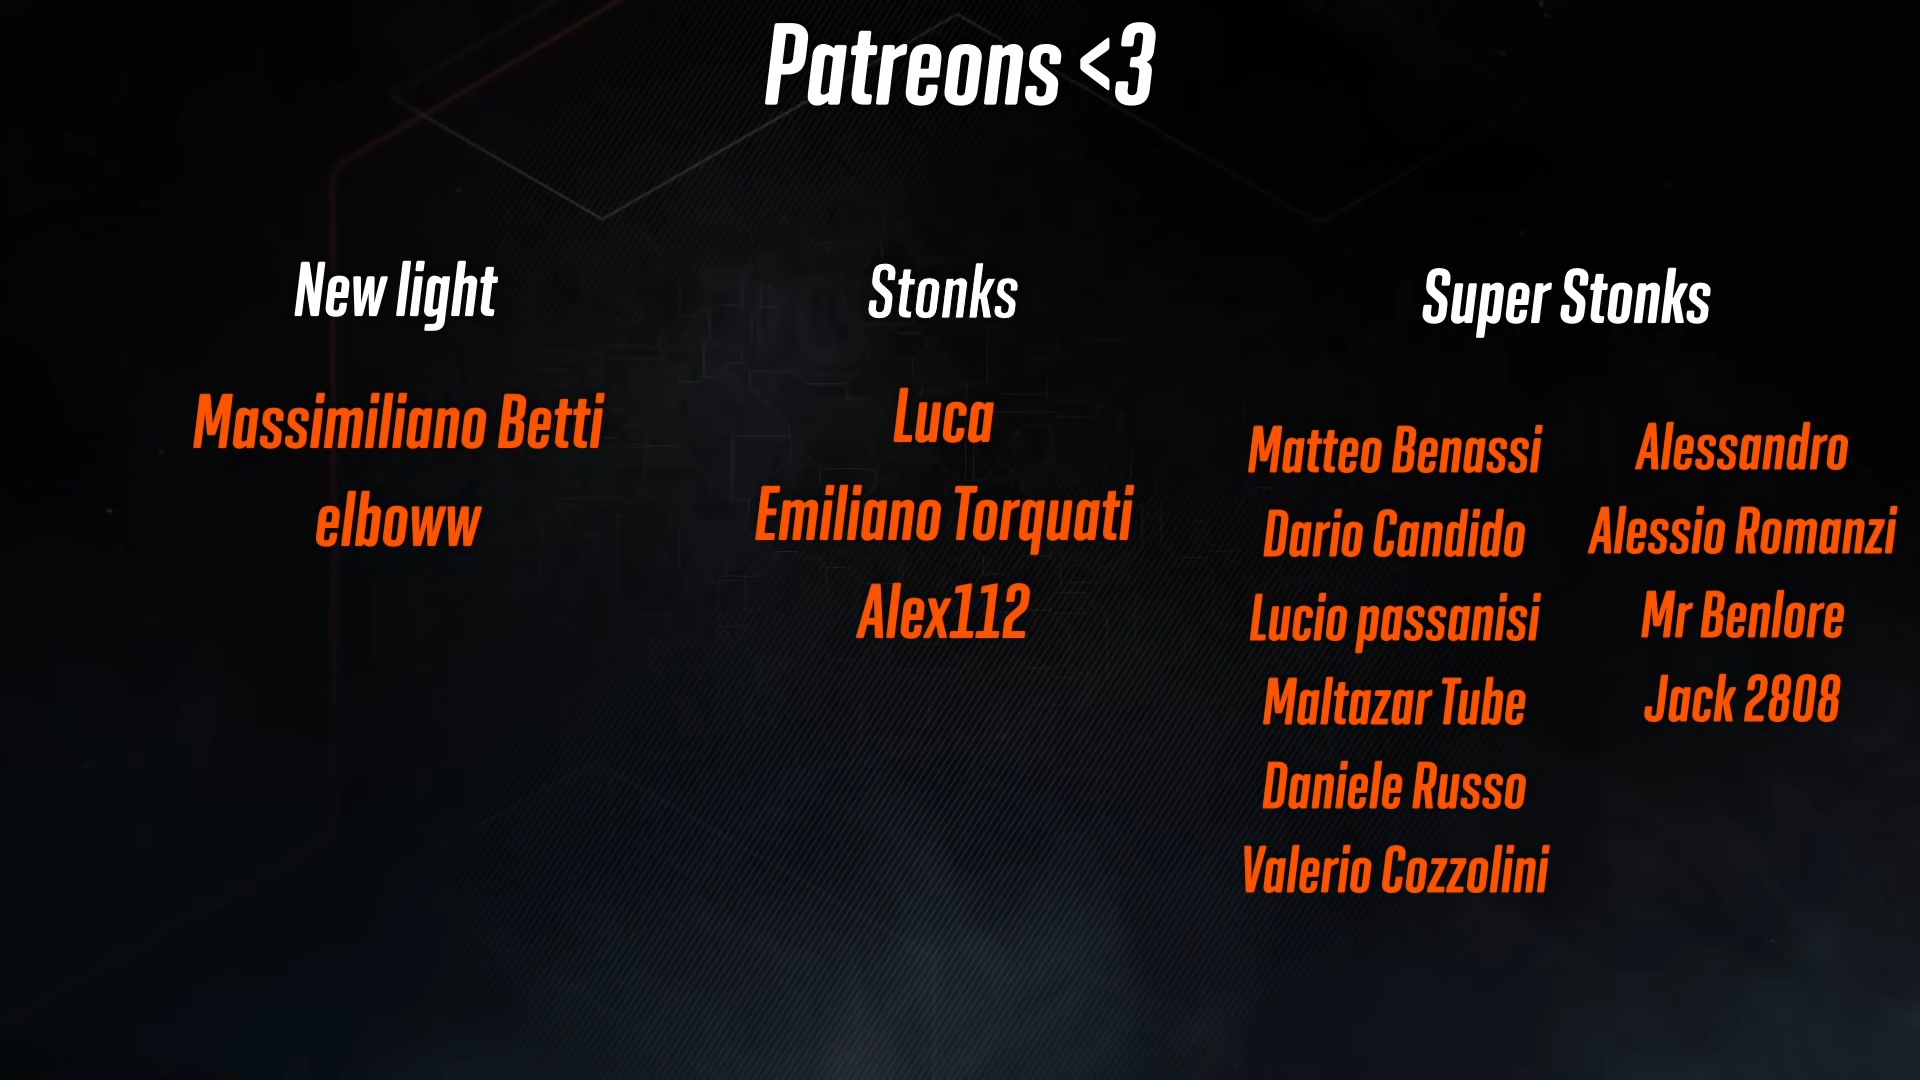 Patreons <3
New light
Massimiliano Betti
elboww
Stonks
Luca
Emiliano Torquati
Alex112
Super Stonks
Matteo Benassi
Dario Candido
Lucio passanisi
Maltazar Tube
Daniele Russo
Valerio Cozzolini
Alessandro
Alessio Romanzi
Mr Benlore
Jack 2808